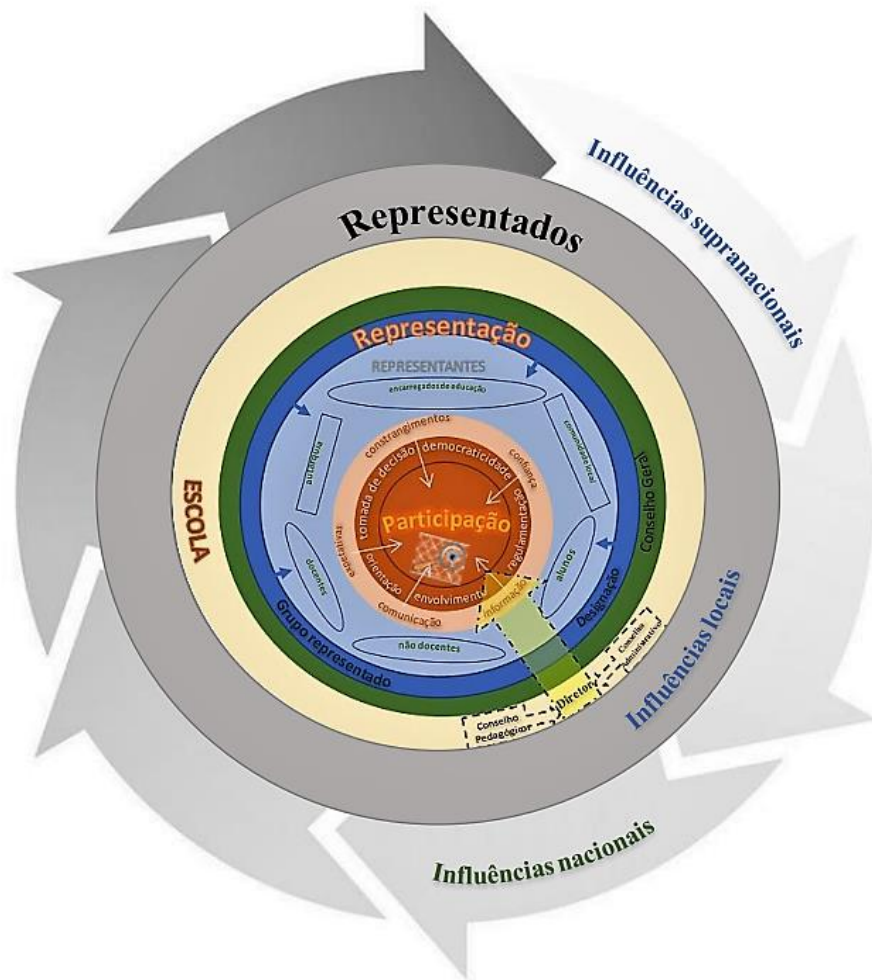 Influências supranacionais
Representados
Representação
REPRESENTANTES
encarregados de educação
constrangimentos
confiança
autarquia
comunidade local
tomada de decisão
democraticidade
regulamentação
Participação
Conselho Geral
ESCOLA
expectativas
orientação
envolvimento
informação
comunicação
docentes
alunos
não docentes
Grupo representado
Designação
Influências locais
Conselho
Administrativo
Diretor
Conselho
Pedagógico
Influências nacionais